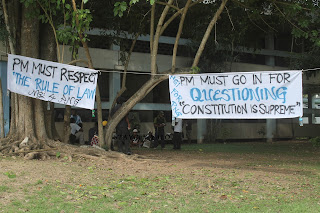 PM MUST RESPECT
"THE RULE OF LAW"
PM MUST GO IN FOR
QUESTIONING
"CONSTITUTION IS SUPREME"